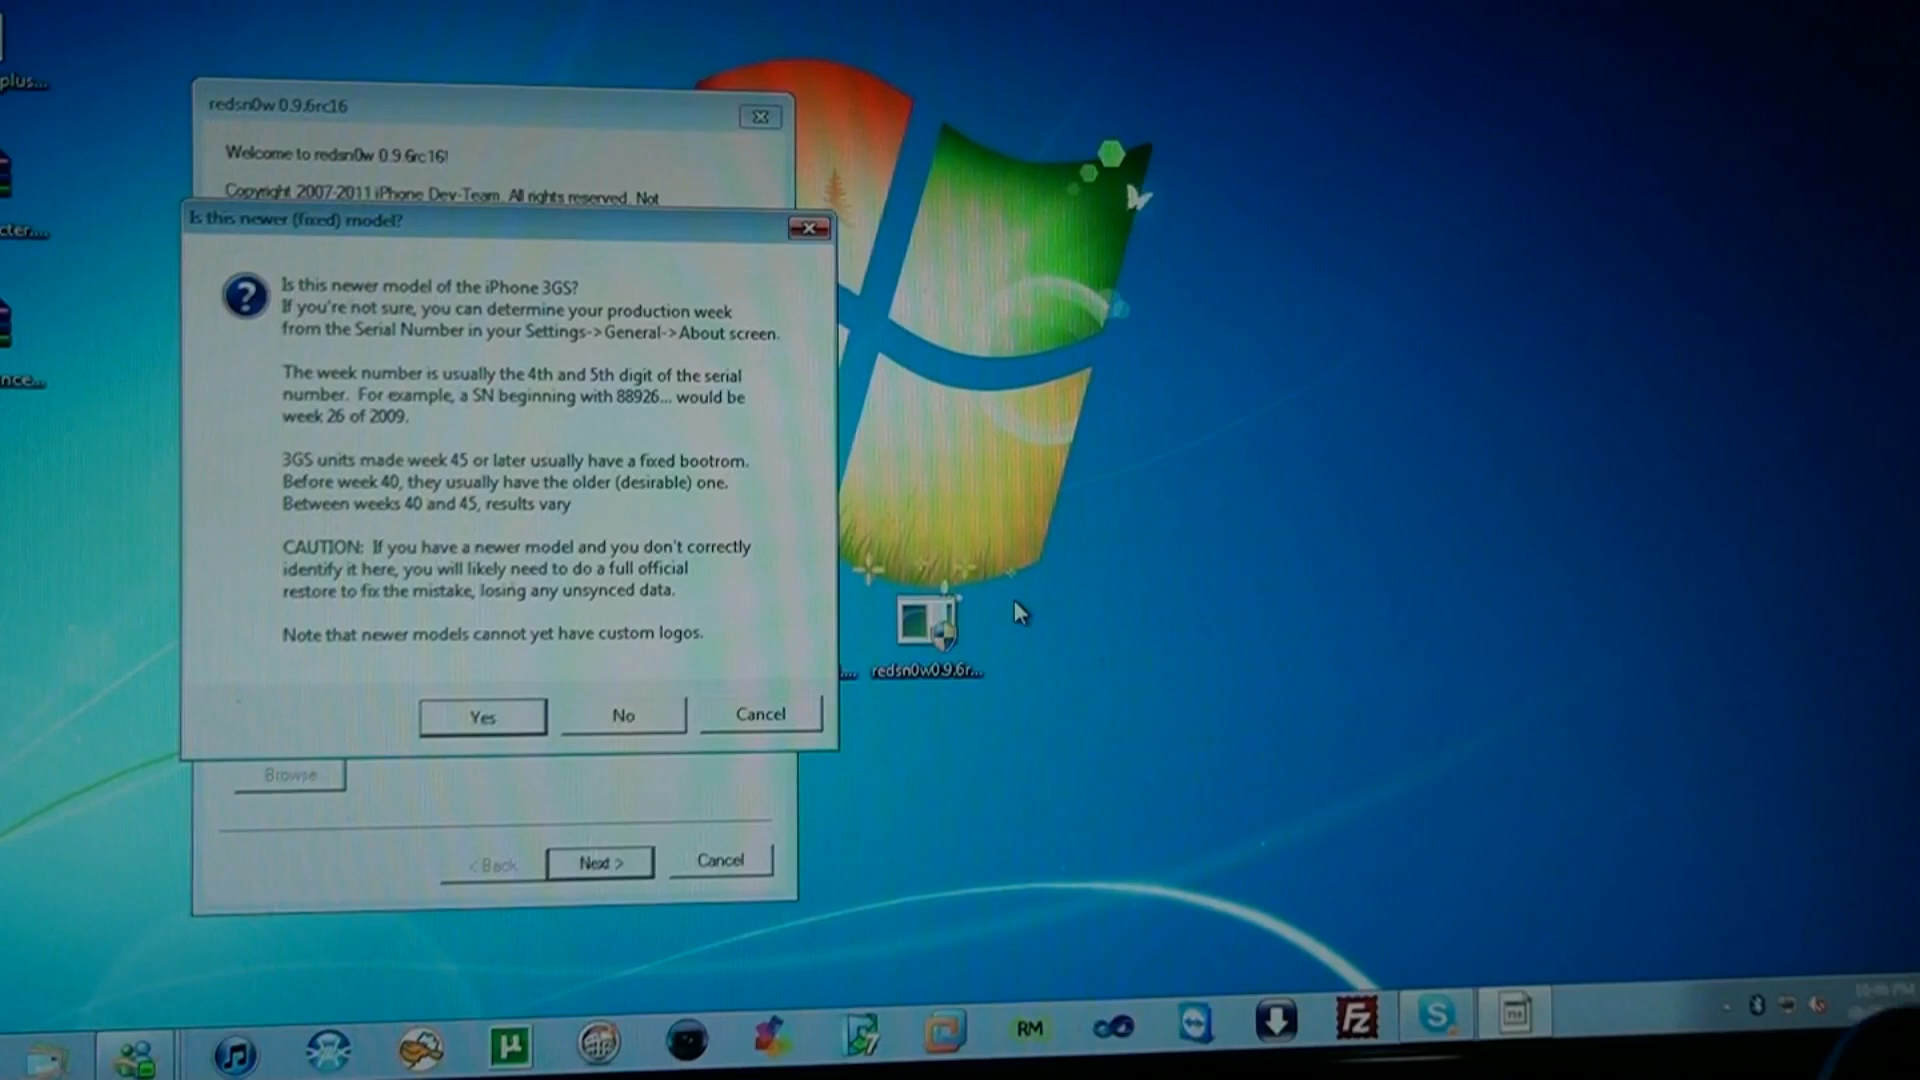 plus...
redsn0w 0.9.6rc16
Welcome to redsn0w 0.9.6rc16!
Copyright 2007-2011 iPhone Dev-Team. All rights reserved. Not
cter....
nce...
Is this newer (fixed) model?
Is this newer model of the iPhone 3GS?
If you're not sure, you can determine your production week
from the Serial Number in your Settings->General->About screen.
The week number is usually the 4th and 5th digit of the serial
number. For example, a SN beginning with 88926... would be
week 26 of 2009.
3GS units made week 45 or later usually have a fixed bootrom.
Before week 40, they usually have the older (desirable) one.
Between weeks 40 and 45, results vary
CAUTION: If you have a newer model and you don't correctly
identify it here, you will likely need to do a full official
restore to fix the mistake, losing any unsynced data.
Note that newer models cannot yet have custom logos.
Yes
No
Cancel
redsn0w0.9.6r...
Browse
< Back
Next >
Cancel
µ
7
RM
Fz
S